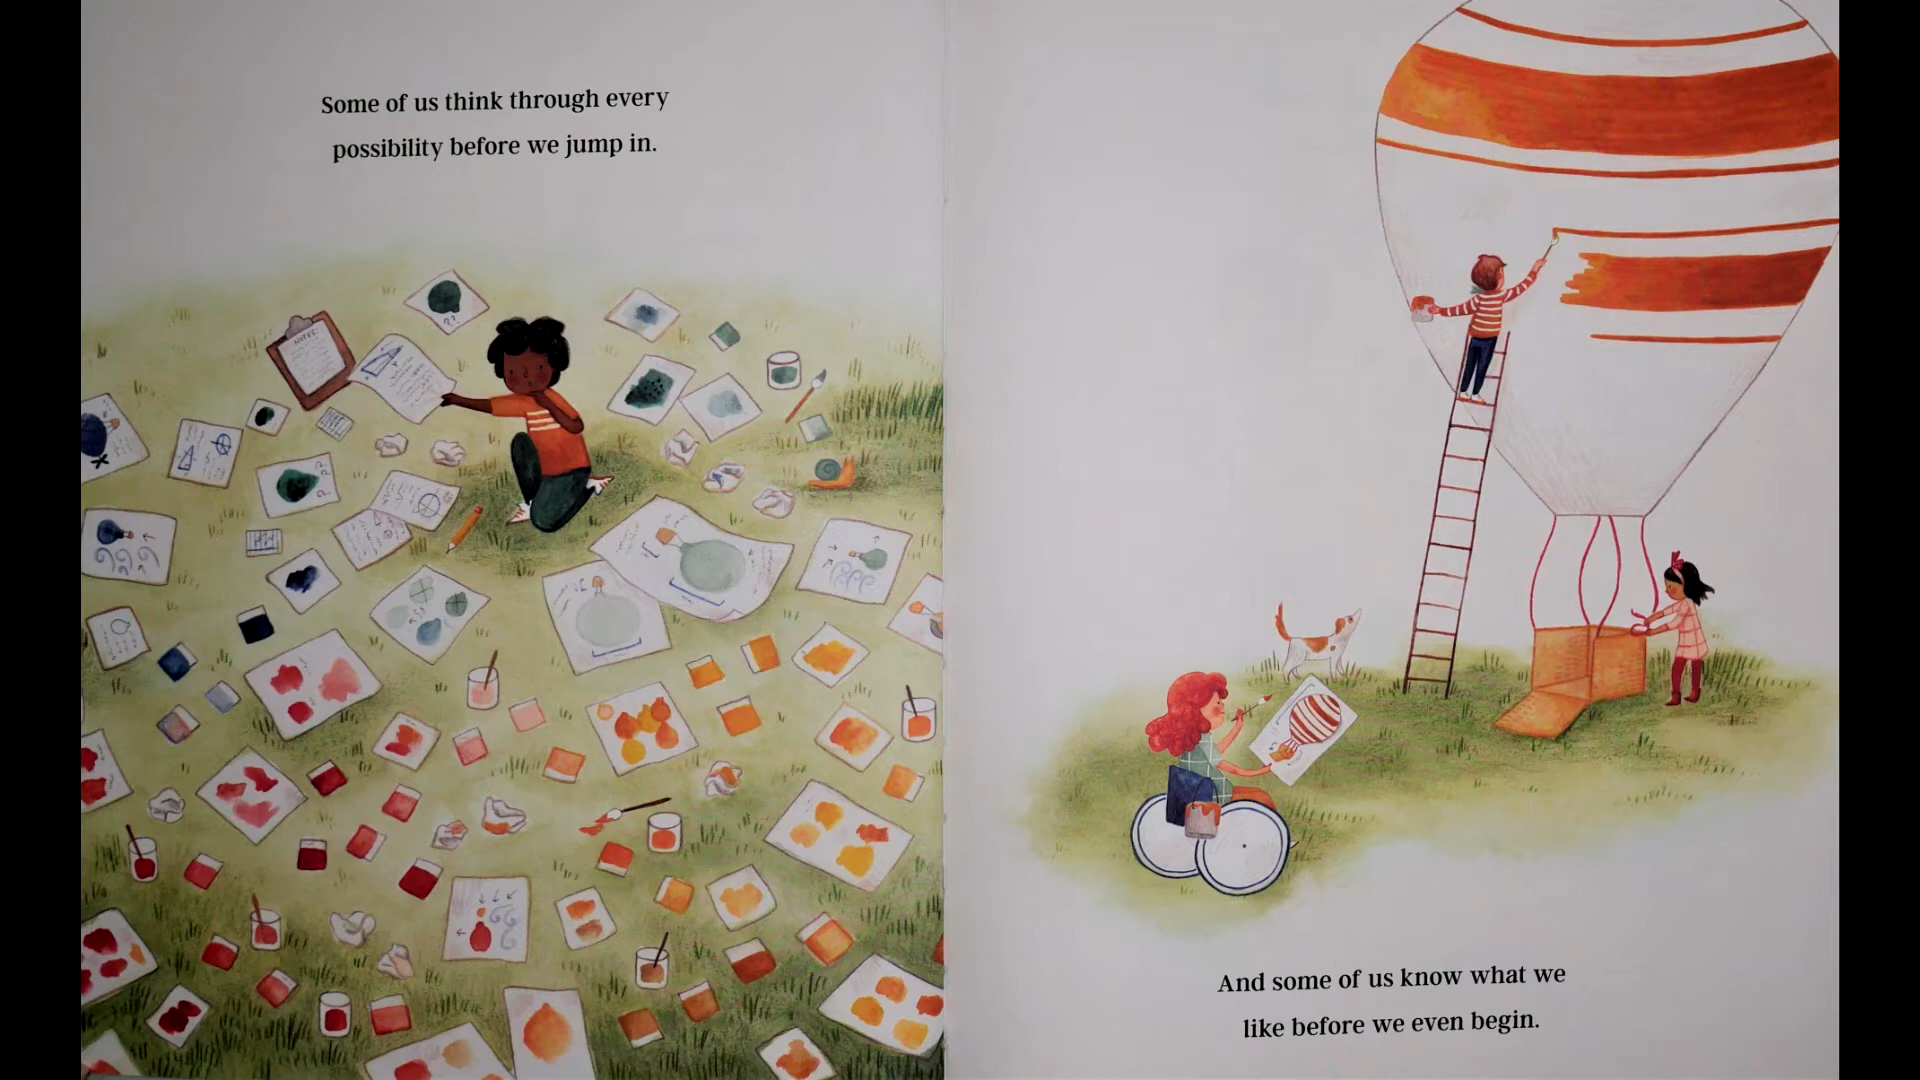 Some of us think through every
possibility before we jump in.
NOTES:
And some of us know what we
like before we even begin.